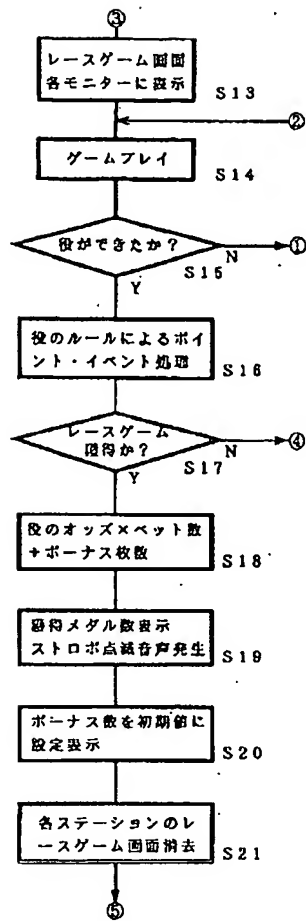 ③
レースゲーム画面
各モニターに表示
S13
②
ゲームプレイ
S14
役ができたか？
N
①
S15
Y
役のルールによるポイ
ント・イベント処理
S16
レースゲーム
獲得か？
N
④
S17
Y
役のオッズ×ベット数
+ボーナス枚数
S18
獲得メダル数表示
ストロボ点滅音声発生
S19
ボーナス数を初期値に
設定表示
S20
各ステーションのレ
ースゲーム画面消去
S21
⑤